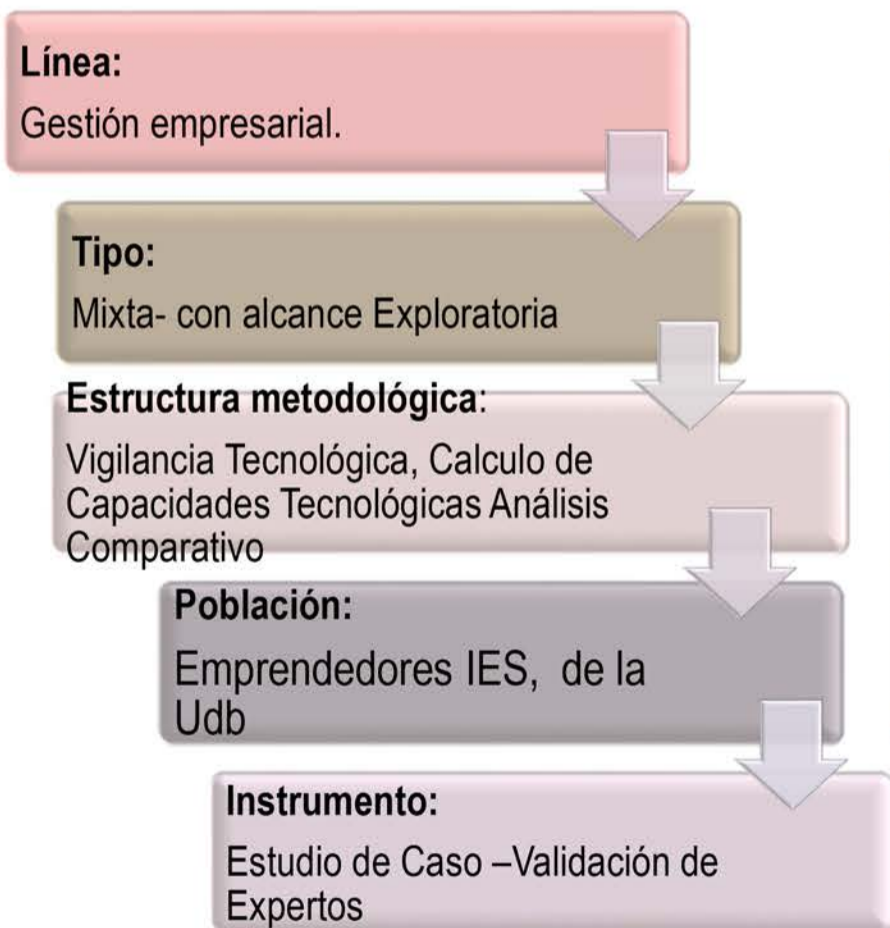 Línea:
Gestión empresarial.
Tipo:
Mixta- con alcance Exploratoria
Estructura metodológica:
Vigilancia Tecnológica, Calculo de
Capacidades Tecnológicas Análisis
Comparativo
Población:
Emprendedores IES, de la
Udb
Instrumento:
Estudio de Caso –Validación de
Expertos